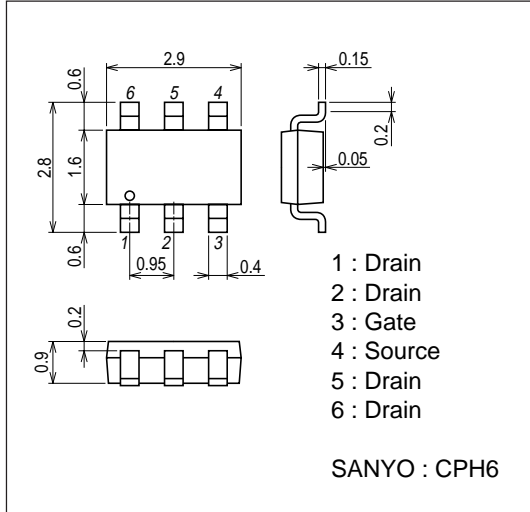 2.9
0.15
0.6
6
5
4
0.2
2.8
1.6
0.05
0.6
1
2
3
0.95
0.4
1 : Drain
2 : Drain
3 : Gate
4 : Source
5 : Drain
6 : Drain
0.2
0.9
SANYO : CPH6